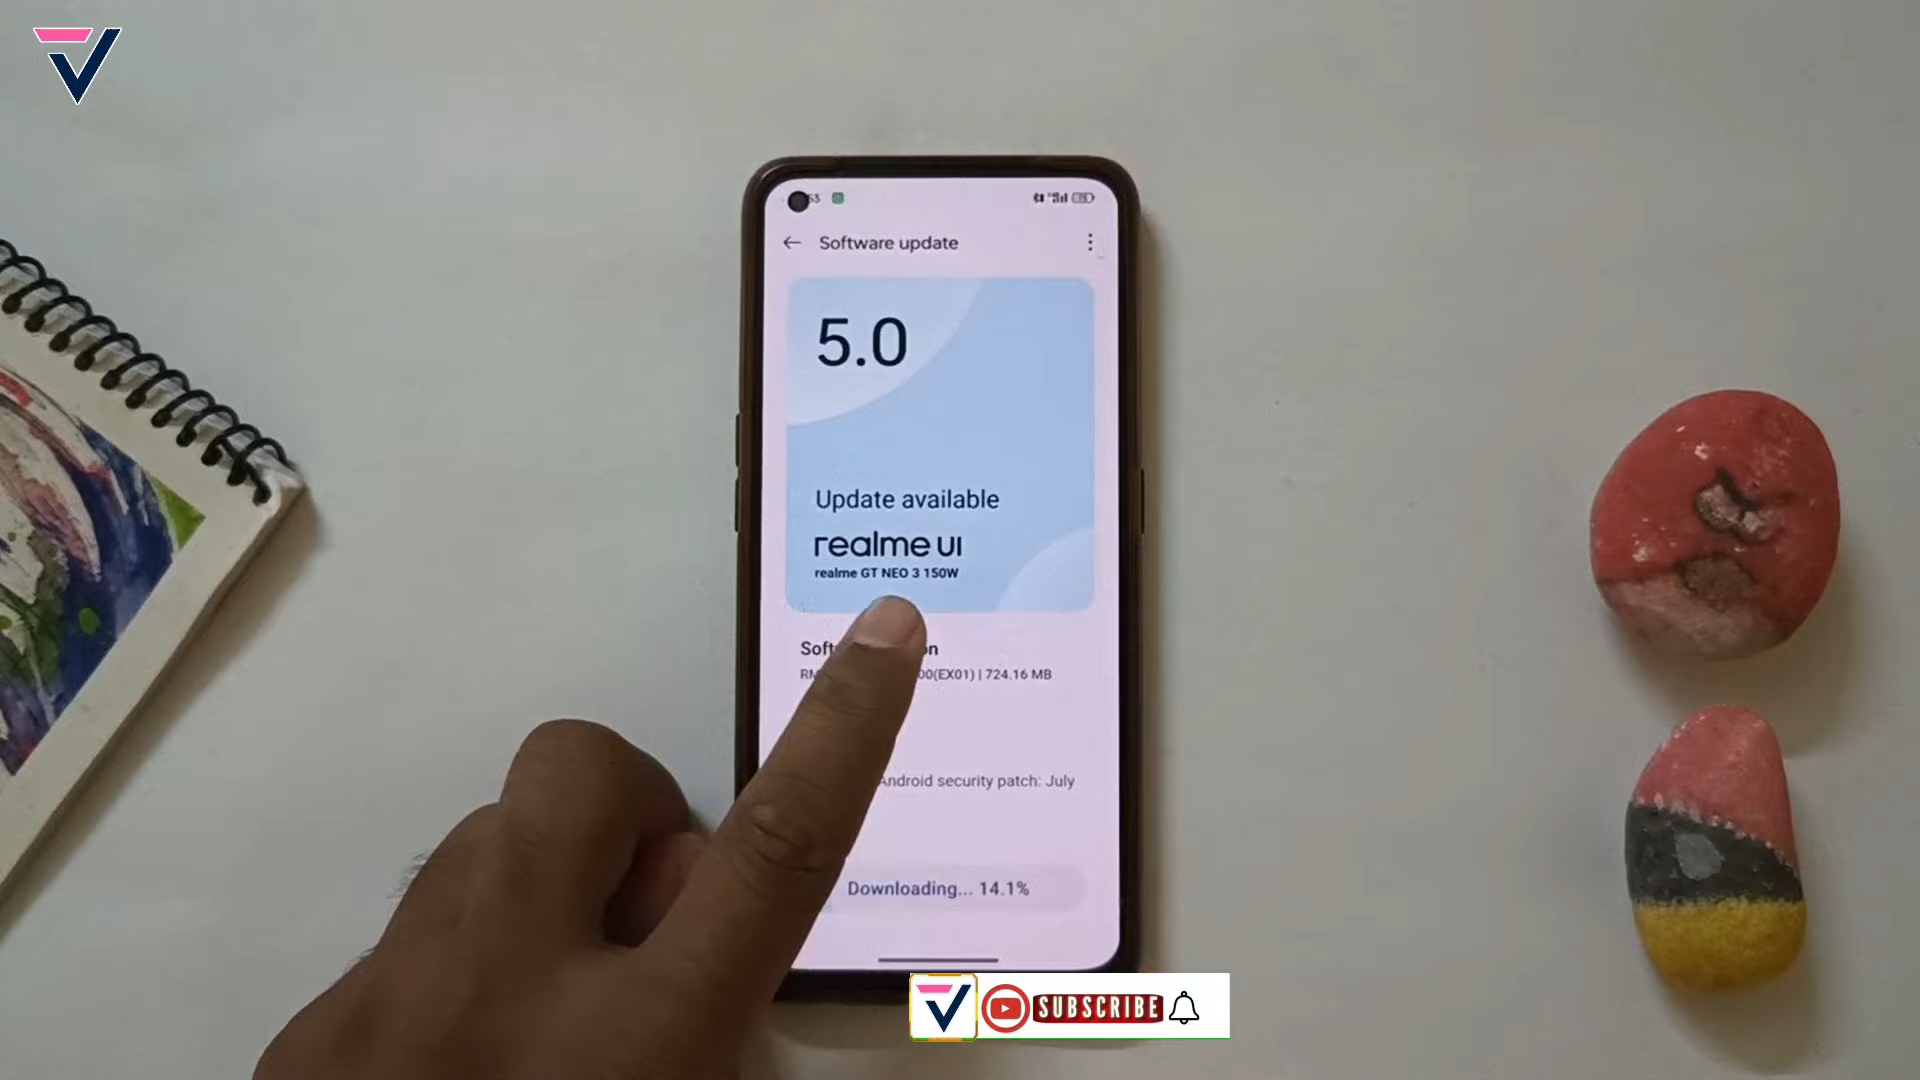 53
Software update
5.0
Update available
realme UI
realme GT NEO 3 150W
00(EX01) | 724.16 MB
Android security patch: July
Downloading... 14.1%
SUBSCRIBE